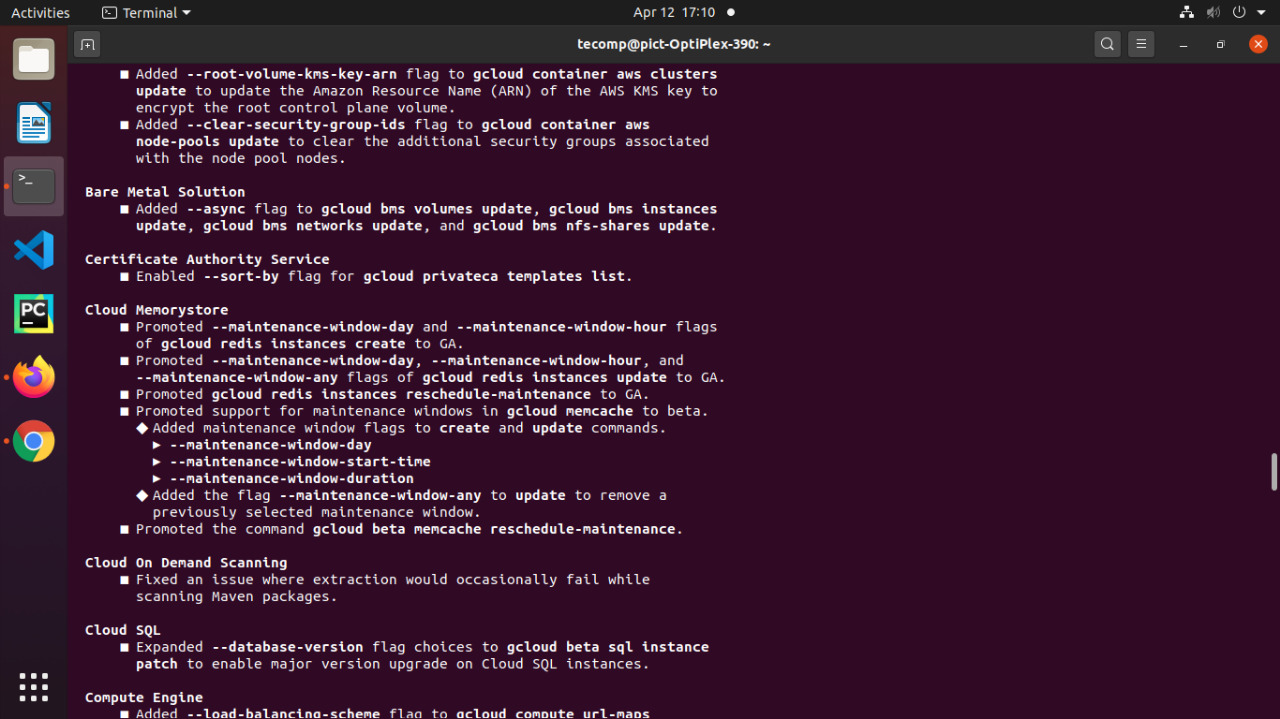 Activities Terminal Apr 12 17:10
tecomp@pict-OptiPlex-390: ~
■ Added --root-volume-kms-key-arn flag to gcloud container aws clusters
update to update the Amazon Resource Name (ARN) of the AWS KMS key to
encrypt the root control plane volume.
■ Added --clear-security-group-ids flag to gcloud container aws
node-pools update to clear the additional security groups associated
with the node pool nodes.
Bare Metal Solution
■ Added --async flag to gcloud bms volumes update, gcloud bms instances
update, gcloud bms networks update, and gcloud bms nfs-shares update.
Certificate Authority Service
■ Enabled --sort-by flag for gcloud privateca templates list.
Cloud Memorystore
■ Promoted --maintenance-window-day and --maintenance-window-hour flags
of gcloud redis instances create to GA.
■ Promoted --maintenance-window-day, --maintenance-window-hour, and
--maintenance-window-any flags of gcloud redis instances update to GA.
■ Promoted gcloud redis instances reschedule-maintenance to GA.
■ Promoted support for maintenance windows in gcloud memcache to beta.
◆ Added maintenance window flags to create and update commands.
▸ --maintenance-window-day
▸ --maintenance-window-start-time
▸ --maintenance-window-duration
◆ Added the flag --maintenance-window-any to update to remove a
previously selected maintenance window.
■ Promoted the command gcloud beta memcache reschedule-maintenance.
Cloud On Demand Scanning
■ Fixed an issue where extraction would occasionally fail while
scanning Maven packages.
Cloud SQL
■ Expanded --database-version flag choices to gcloud beta sql instance
patch to enable major version upgrade on Cloud SQL instances.
Compute Engine
■ Added --load-balancing-scheme flag to gcloud compute url-maps
PC